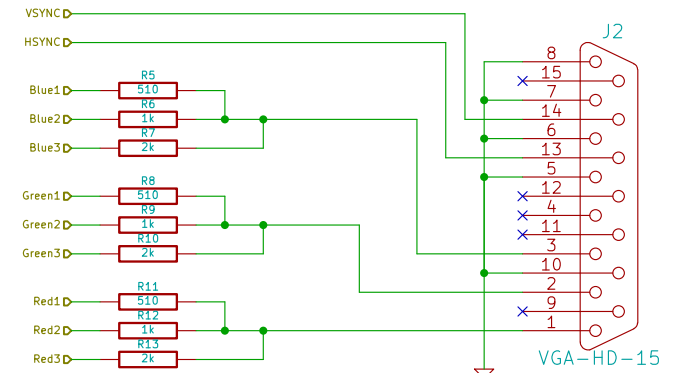 VSYNC
HSYNC
J2
8
15
R5
Blue1 510
7
R6
14
Blue2 1k
R7
6
Blue3 2k
13
5
R8
12
Green1 510
4
R9
11
Green2 1k
R10
3
Green3 2k
10
R11
2
Red1 510
9
R12
1
Red2 1k
R13
Red3 2k
VGA-HD-15